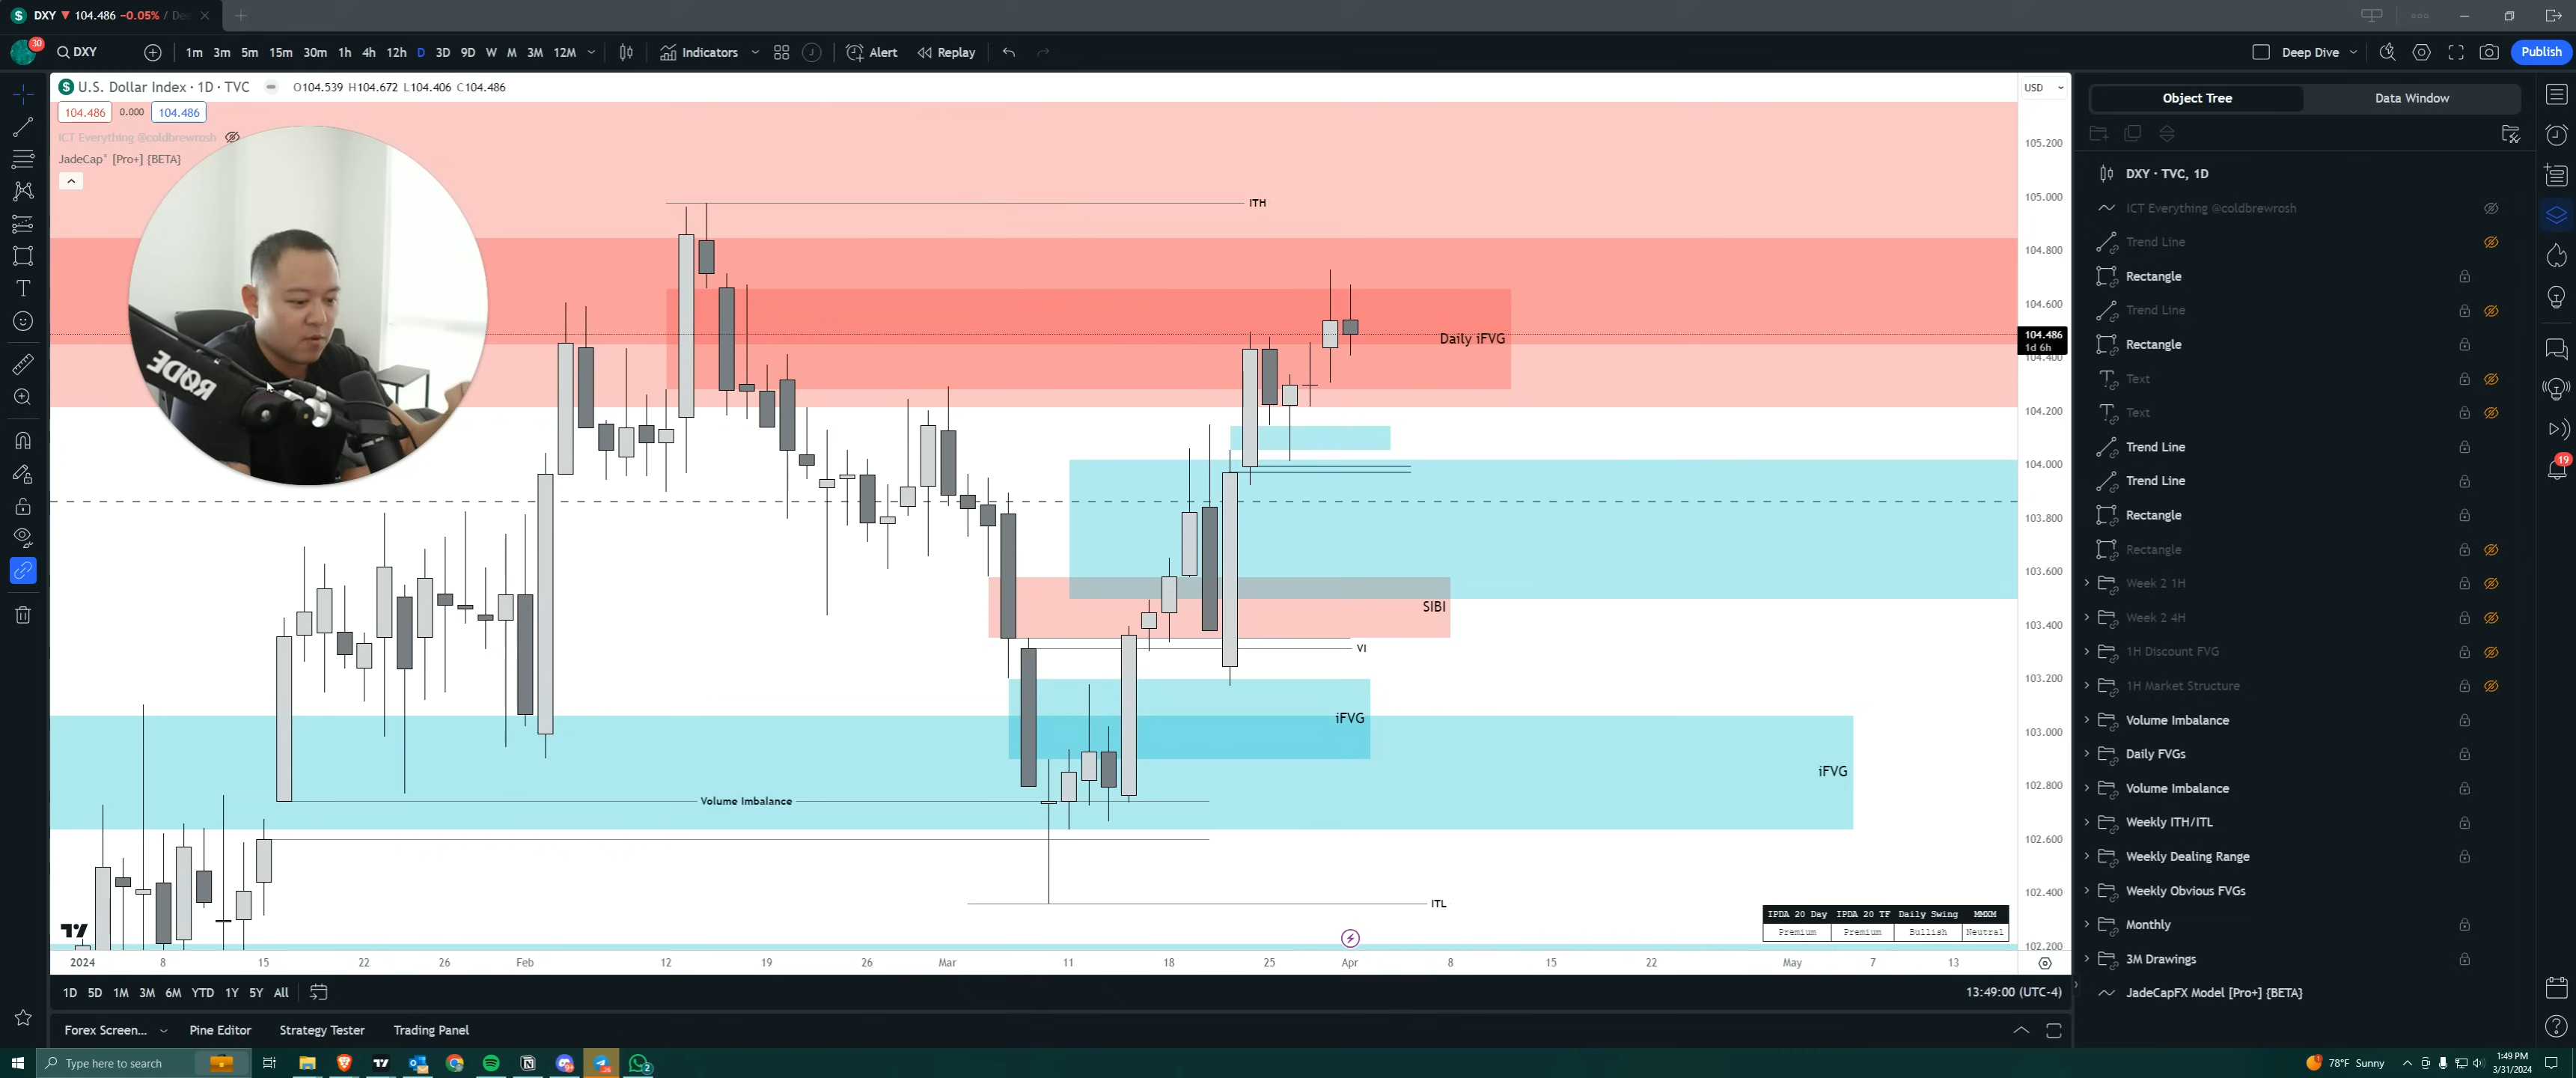 DXY ▼ 104.486 −0.05% / De
30 DXY 1m 3m 5m 15m 30m 1h 4h 12h D 3D 9D W M 3M 12M Indicators J Alert Replay Deep Dive Publish
U.S. Dollar Index · 1D · TVC O104.539 H104.672 L104.406 C104.486 USD
104.486 0.000 104.486
ICT Everything @coldbrewrosh
JadeCap° [Pro+] {BETA}
RODE
ITH
Daily iFVG
SIBI
VI
iFVG
iFVG
Volume Imbalance
ITL
105.200
105.000
104.800
104.600
104.486
1d 6h
104.400
104.200
104.000
103.800
103.600
103.400
103.200
103.000
102.800
102.600
102.400
102.200
IPDA 20 Day IPDA 20 TF Daily Swing MMXM
Premium Premium Bullish Neutral
2024 8 15 22 26 Feb 12 19 26 Mar 11 18 25 Apr 8 15 22 May 7 13
1D 5D 1M 3M 6M YTD 1Y 5Y All 13:49:00 (UTC-4)
Forex Screen... Pine Editor Strategy Tester Trading Panel
Object Tree Data Window
DXY · TVC, 1D
ICT Everything @coldbrewrosh
Trend Line
Rectangle
Trend Line
Rectangle
Text
Text
Trend Line
Trend Line
Rectangle
Rectangle
Week 2 1H
Week 2 4H
1H Discount FVG
1H Market Structure
Volume Imbalance
Daily FVGs
Volume Imbalance
Weekly ITH/ITL
Weekly Dealing Range
Weekly Obvious FVGs
Monthly
3M Drawings
JadeCapFX Model [Pro+] {BETA}
19
Type here to search 2 78°F Sunny 1:49 PM
3/31/2024